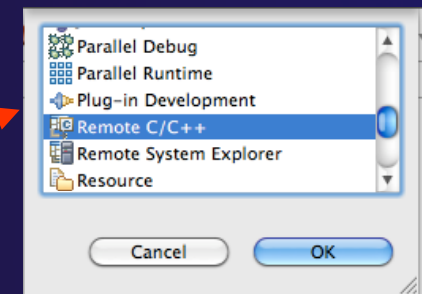 Parallel Debug
Parallel Runtime
Plug-in Development
Remote C/C++
Remote System Explorer
Resource
Cancel OK